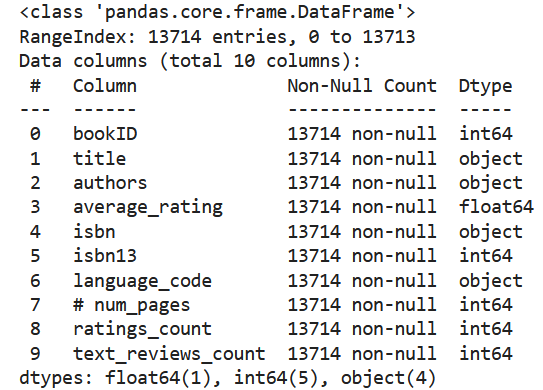 <class 'pandas.core.frame.DataFrame'>
RangeIndex: 13714 entries, 0 to 13713
Data columns (total 10 columns):
 #   Column              Non-Null Count  Dtype
---  ------              --------------  -----
 0   bookID              13714 non-null  int64
 1   title               13714 non-null  object
 2   authors             13714 non-null  object
 3   average_rating      13714 non-null  float64
 4   isbn                13714 non-null  object
 5   isbn13              13714 non-null  int64
 6   language_code       13714 non-null  object
 7   # num_pages         13714 non-null  int64
 8   ratings_count       13714 non-null  int64
 9   text_reviews_count  13714 non-null  int64
dtypes: float64(1), int64(5), object(4)